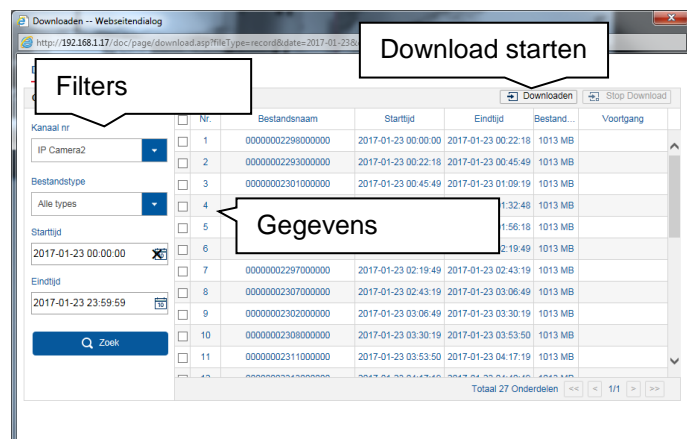 Downloaden -- Webseitendialog
http://192.168.1.17/doc/page/download.asp?fileType=record&date=2017-01-23&
Download starten
Filters
Downloaden
Stop Download
Kanaal nr
IP Camera2
Bestandstype
Alle types
Starttijd
2017-01-23 00:00:00
Eindtijd
2017-01-23 23:59:59
Zoek
Nr. Bestandsnaam Starttijd Eindtijd Bestand... Voortgang
1 00000002298000000 2017-01-23 00:00:00 2017-01-23 00:22:18 1013 MB
2 00000002293000000 2017-01-23 00:22:18 2017-01-23 00:45:49 1013 MB
3 00000002301000000 2017-01-23 00:45:49 2017-01-23 01:09:19 1013 MB
4 1:32:48 1013 MB
5 1:56:18 1013 MB
6 2:19:49 1013 MB
Gegevens
7 00000002297000000 2017-01-23 02:19:49 2017-01-23 02:43:19 1013 MB
8 00000002307000000 2017-01-23 02:43:19 2017-01-23 03:06:49 1013 MB
9 00000002302000000 2017-01-23 03:06:49 2017-01-23 03:30:19 1013 MB
10 00000002308000000 2017-01-23 03:30:19 2017-01-23 03:53:50 1013 MB
11 00000002311000000 2017-01-23 03:53:50 2017-01-23 04:17:19 1013 MB
Totaal 27 Onderdelen << < 1/1 > >>